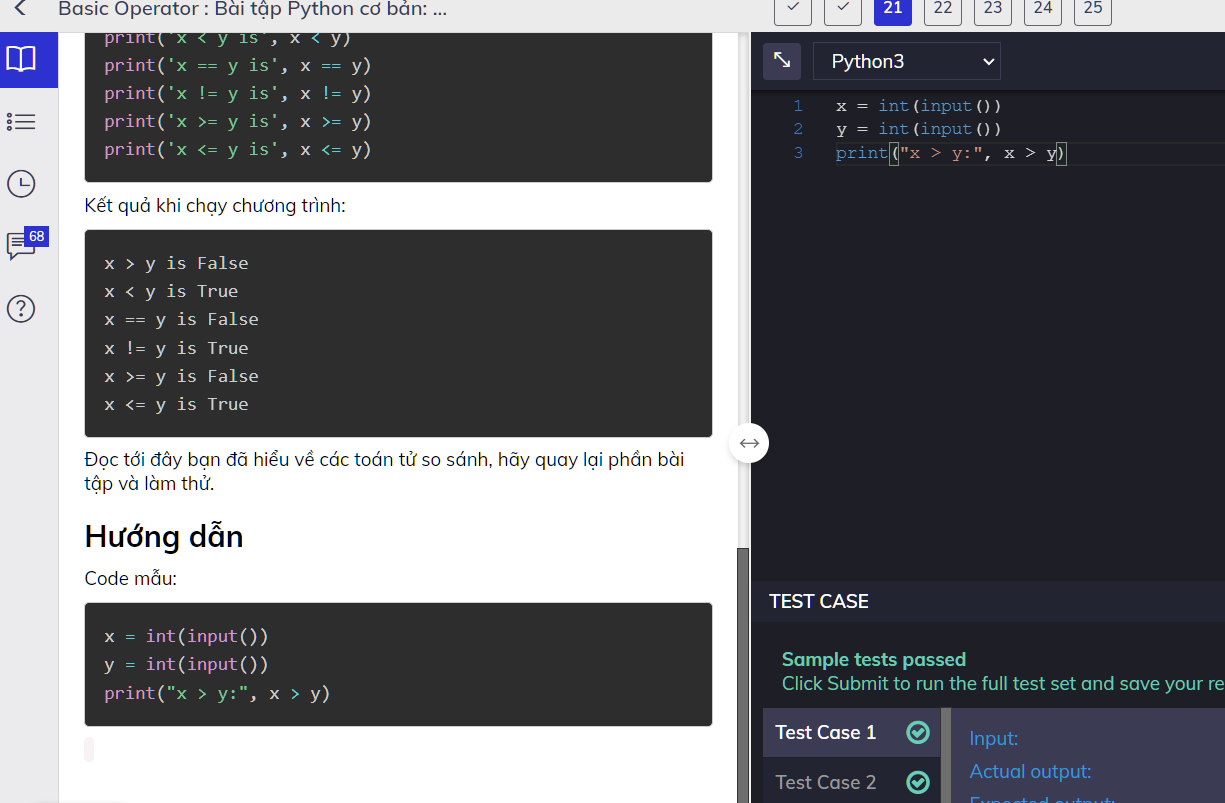 Basic Operator : Bài tập Python cơ bản: ...
21
22
23
24
25
print('x < y is', x < y)
print('x == y is', x == y)
print('x != y is', x != y)
print('x >= y is', x >= y)
print('x <= y is', x <= y)
Kết quả khi chạy chương trình:
x > y is False
x < y is True
x == y is False
x != y is True
x >= y is False
x <= y is True
Đọc tới đây bạn đã hiểu về các toán tử so sánh, hãy quay lại phần bài
tập và làm thử.
Hướng dẫn
Code mẫu:
x = int(input())
y = int(input())
print("x > y:", x > y)
68
Python3
1 x = int(input())
2 y = int(input())
3 print("x > y:", x > y)
TEST CASE
Sample tests passed
Click Submit to run the full test set and save your re
Test Case 1
Test Case 2
Input:
Actual output:
Expected output: